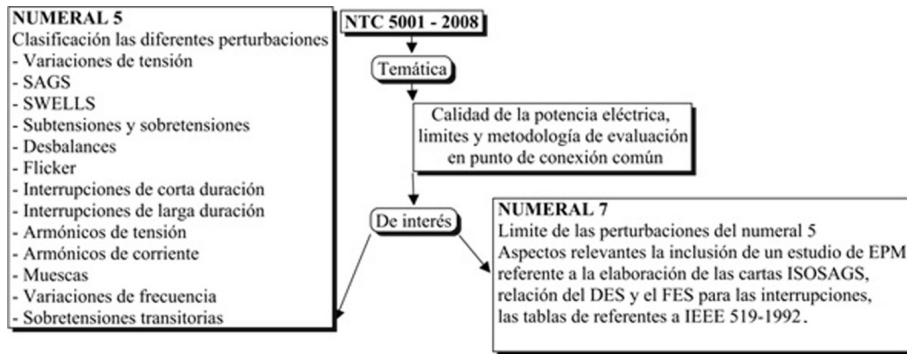 NUMERAL 5
Clasificación las diferentes perturbaciones
- Variaciones de tensión
- SAGS
- SWELLS
- Subtensiones y sobretensiones
- Desbalances
- Flicker
- Interrupciones de corta duración
- Interrupciones de larga duración
- Armónicos de tensión
- Armónicos de corriente
- Muescas
- Variaciones de frecuencia
- Sobretensiones transitorias
NTC 5001 - 2008
Temática
Calidad de la potencia eléctrica,
limites y metodología de evaluación
en punto de conexión común
De interés
NUMERAL 7
Limite de las perturbaciones del numeral 5
Aspectos relevantes la inclusión de un estudio de EPM
referente a la elaboración de las cartas ISOSAGS,
relación del DES y el FES para las interrupciones,
las tablas de referentes a IEEE 519-1992.